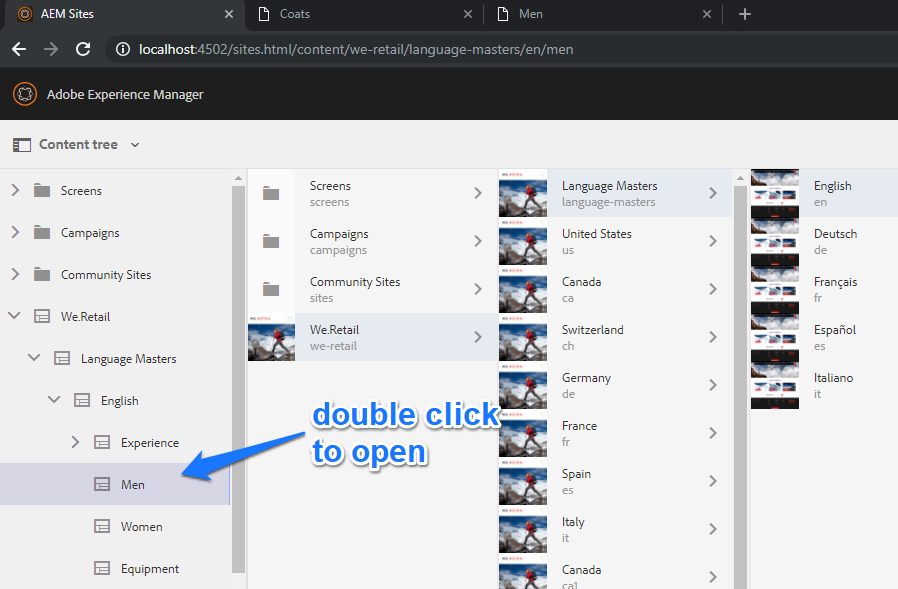 AEM Sites
Coats
Men
localhost:4502/sites.html/content/we-retail/language-masters/en/men
Adobe Experience Manager
Content tree
Screens
Campaigns
Community Sites
We.Retail
Language Masters
English
Experience
Men
Women
Equipment
Screens
screens
Campaigns
campaigns
Community Sites
sites
We.Retail
we-retail
double click
to open
Language Masters
language-masters
United States
us
Canada
ca
Switzerland
ch
Germany
de
France
fr
Spain
es
Italy
it
Canada
ca1
English
en
Deutsch
de
Français
fr
Español
es
Italiano
it